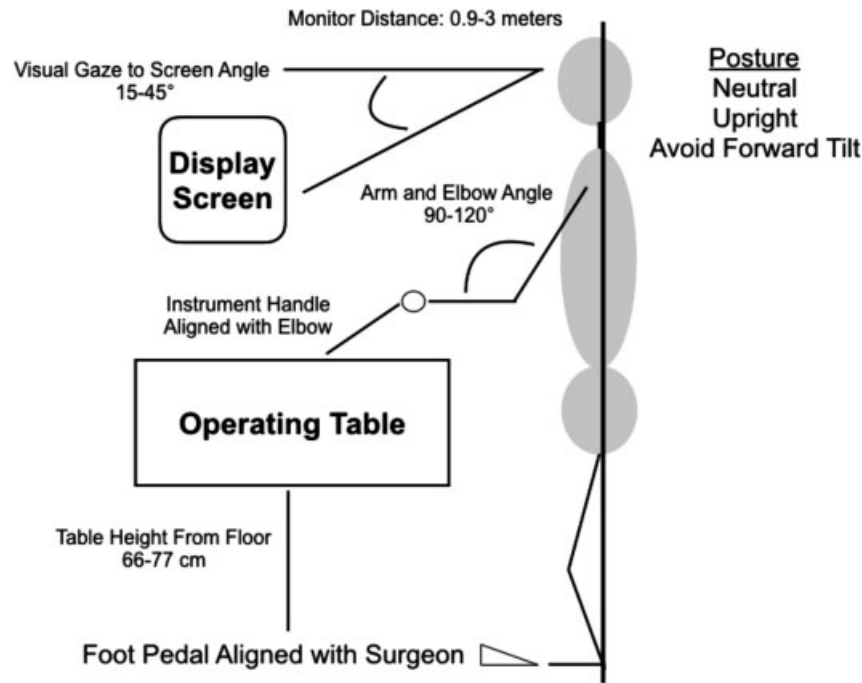 Monitor Distance: 0.9-3 meters
Visual Gaze to Screen Angle
15-45°
Posture
Neutral
Upright
Avoid Forward Tilt
Display
Screen
Arm and Elbow Angle
90-120°
Instrument Handle
Aligned with Elbow
Operating Table
Table Height From Floor
66-77 cm
Foot Pedal Aligned with Surgeon